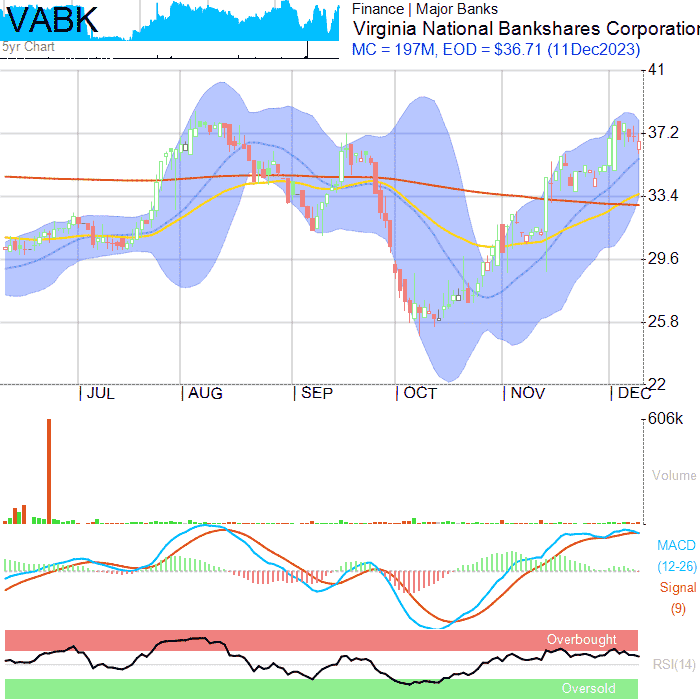 VABK
5yr Chart
Finance | Major Banks
Virginia National Bankshares Corporation
MC = 197M, EOD = $36.71 (11Dec2023)
41
37.2
33.4
29.6
25.8
22
JUL
AUG
SEP
OCT
NOV
DEC
606k
Volume
MACD
(12-26)
Signal
(9)
Overbought
RSI(14)
Oversold